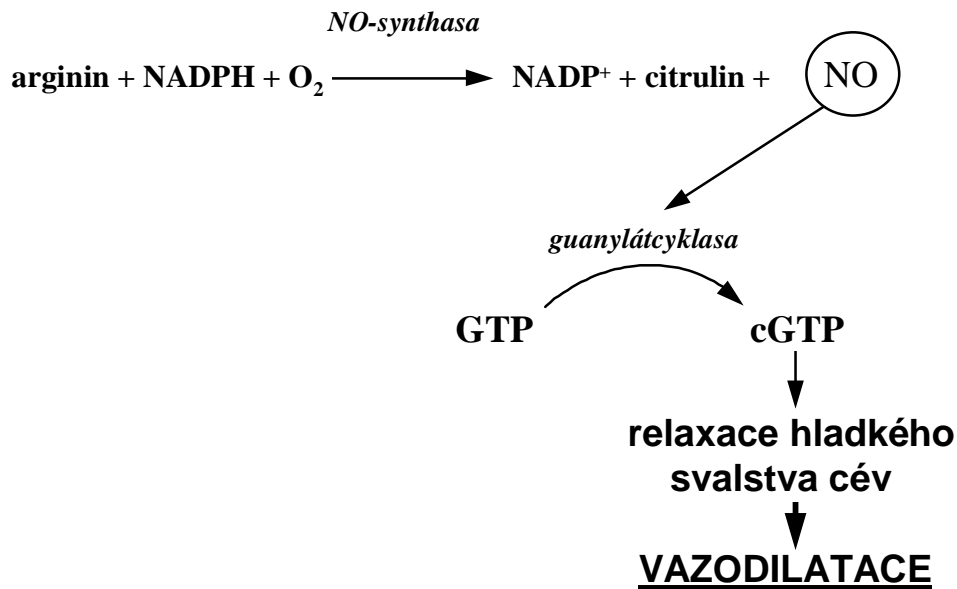 NO-synthasa
arginin + NADPH + O₂ NADP⁺ + citrulin + NO
guanylátcyklasa
GTP cGTP
relaxace hladkého
svalstva cév
VAZODILATACE